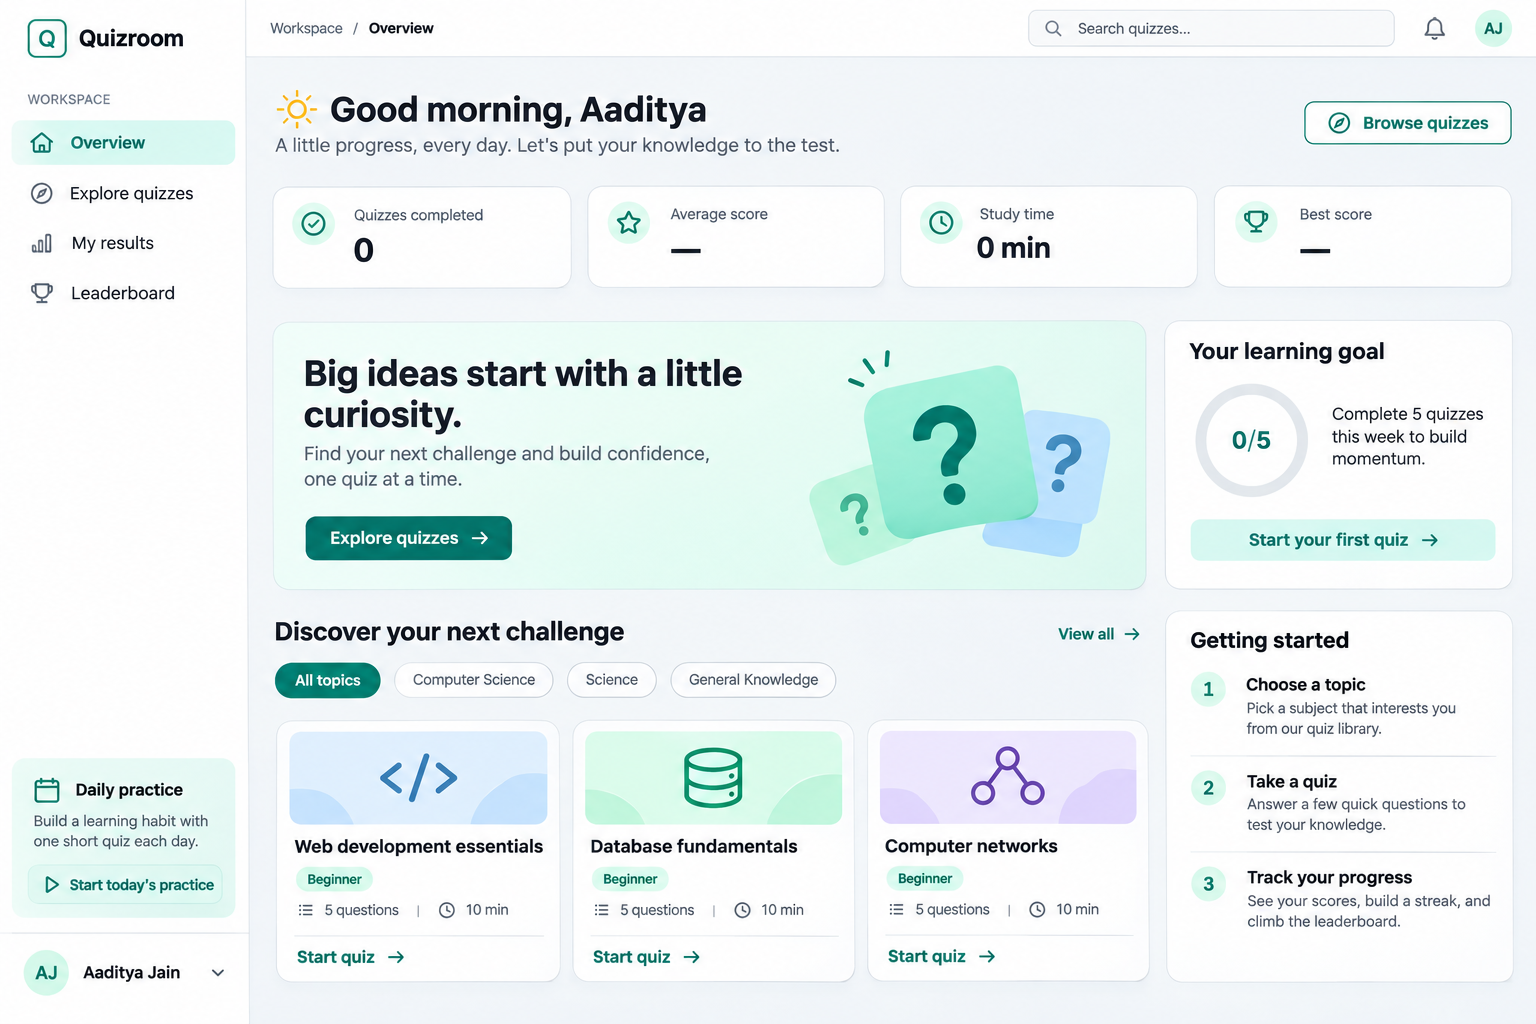 Q Quizroom
WORKSPACE
Overview
Explore quizzes
My results
Leaderboard
Daily practice
Build a learning habit with
one short quiz each day.
Start today's practice
AJ Aaditya Jain
Workspace / Overview
Search quizzes...
AJ
Good morning, Aaditya
A little progress, every day. Let's put your knowledge to the test.
Browse quizzes
Quizzes completed
0
Average score
—
Study time
0 min
Best score
—
Big ideas start with a little
curiosity.
Find your next challenge and build confidence,
one quiz at a time.
Explore quizzes →
? ? ?
Your learning goal
0/5
Complete 5 quizzes
this week to build
momentum.
Start your first quiz →
Discover your next challenge
View all →
All topics
Computer Science
Science
General Knowledge
</>
Web development essentials
Beginner
5 questions | 10 min
Start quiz →
Database fundamentals
Beginner
5 questions | 10 min
Start quiz →
Computer networks
Beginner
5 questions | 10 min
Start quiz →
Getting started
1 Choose a topic
Pick a subject that interests you
from our quiz library.
2 Take a quiz
Answer a few quick questions to
test your knowledge.
3 Track your progress
See your scores, build a streak, and
climb the leaderboard.